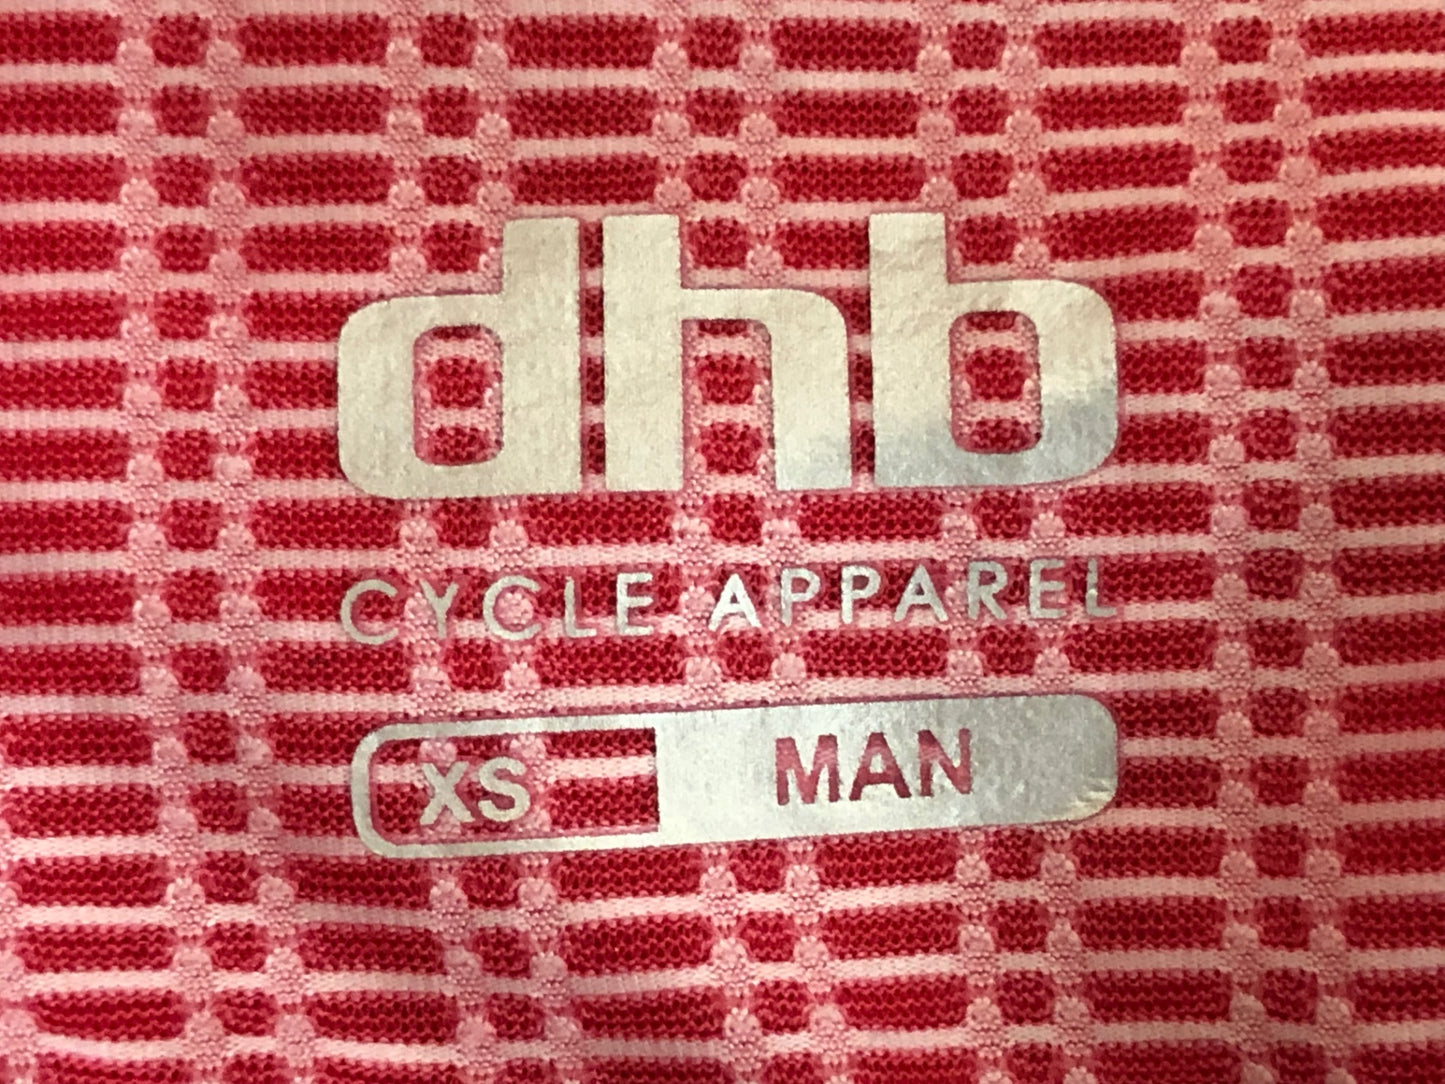 dhb
CYCLE APPAREL
XS MAN